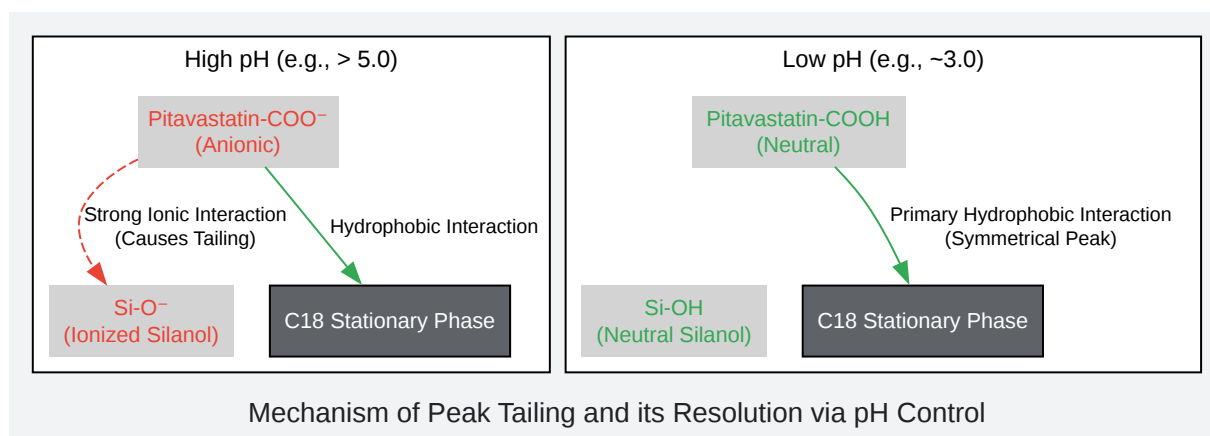 High pH (e.g., > 5.0)
Pitavastatin-COO⁻
(Anionic)
Strong Ionic Interaction
(Causes Tailing)
Hydrophobic Interaction
Si-O⁻
(Ionized Silanol)
C18 Stationary Phase
Low pH (e.g., ~3.0)
Pitavastatin-COOH
(Neutral)
Primary Hydrophobic Interaction
(Symmetrical Peak)
Si-OH
(Neutral Silanol)
C18 Stationary Phase
Mechanism of Peak Tailing and its Resolution via pH Control